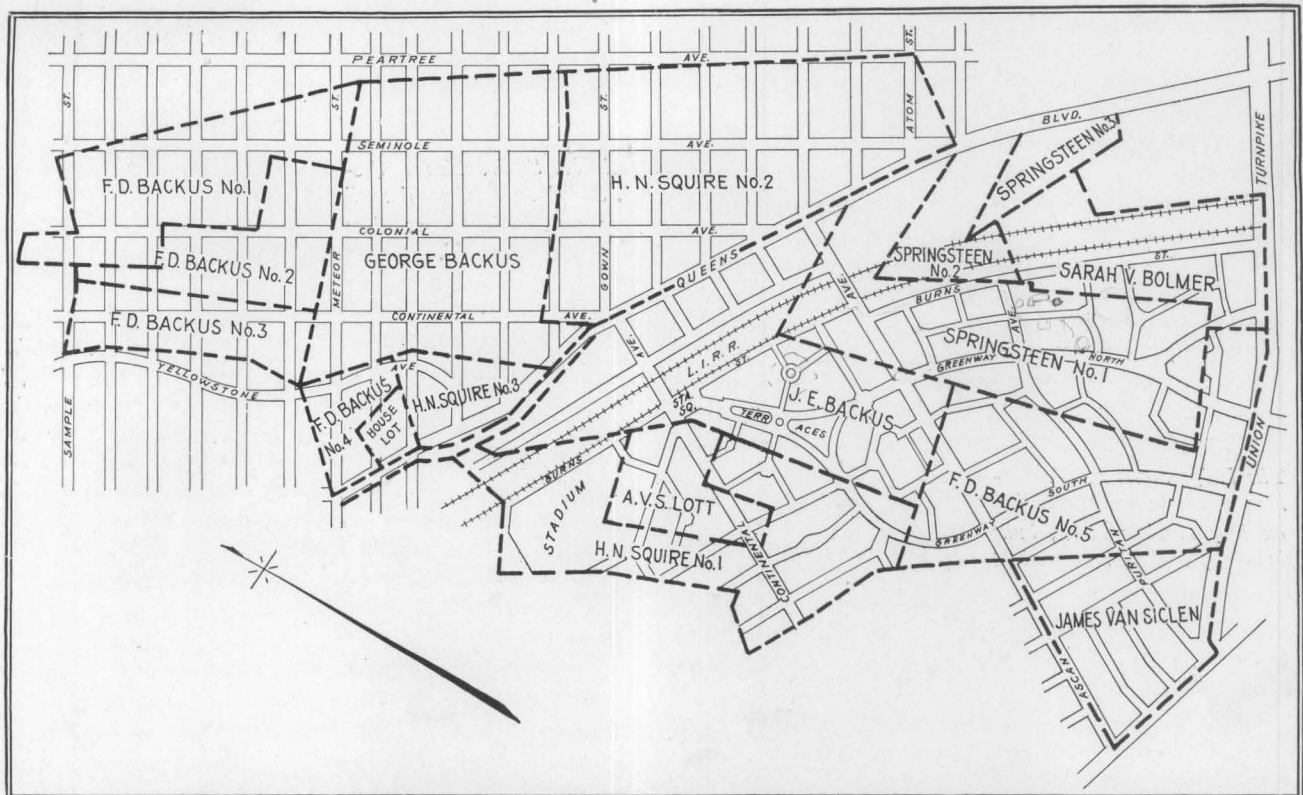 PEARTREE AVE.
ST.
ST.
ST.
ST.
ATOM
BLVD.
TURNPIKE
SEMINOLE AVE.
SPRINGSTEEN No.3
F. D. BACKUS No.1
H. N. SQUIRE No.2
COLONIAL AVE.
F. D. BACKUS No.2
METEOR
GEORGE BACKUS
GOWN
QUEENS
SPRINGSTEEN
No.2
BURNS ST.
SARAH V. BOLMER
F. D. BACKUS No.3
CONTINENTAL AVE.
AVE.
AVE.
AVE.
L. I. R. R.
ST.
SPRINGSTEEN No.1
GREENWAY NORTH
YELLOWSTONE AVE.
SAMPLE
F. D. BACKUS
No.4
HOUSE
LOT
H. N. SQUIRE No.3
STA.
SQ.
TERR ACES
J. E. BACKUS
UNION
BURNS
STADIUM
A. V. S. LOTT
H. N. SQUIRE No.1
CONTINENTAL
F. D. BACKUS No.5
GREENWAY SOUTH
PURITAN
JAMES VAN SICLEN
ASCAN